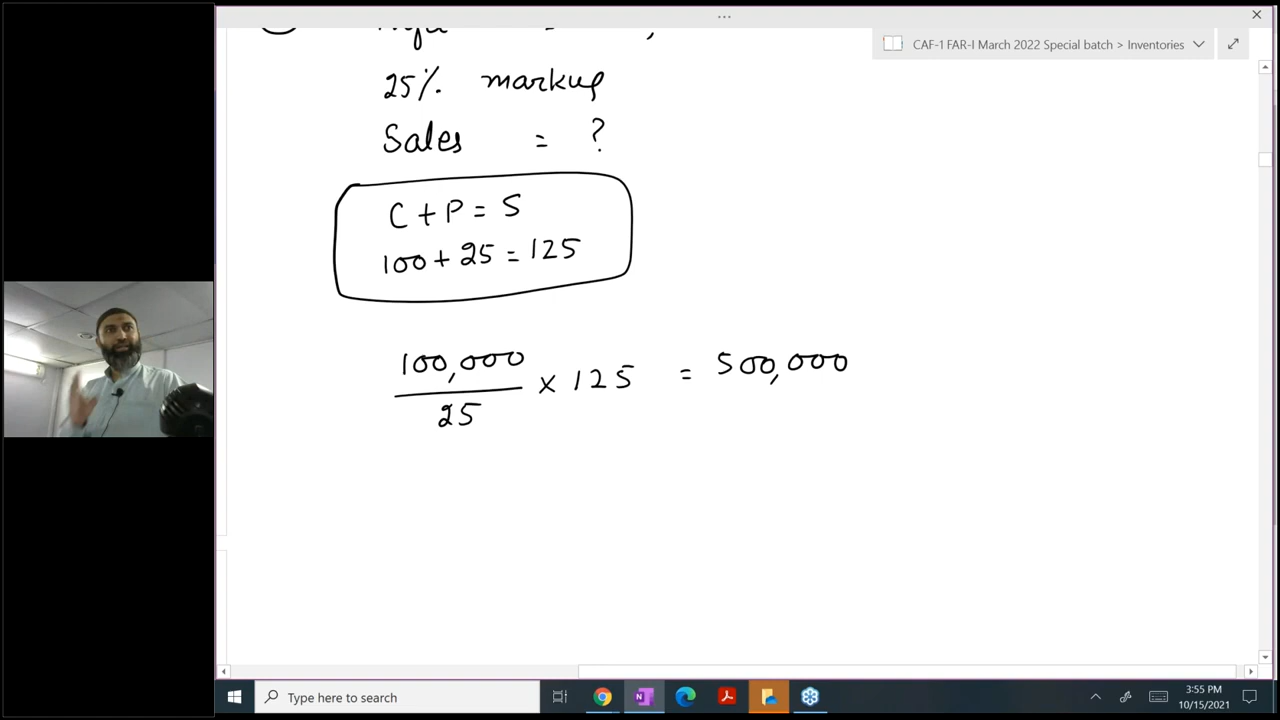 CAF-1 FAR-I March 2022 Special batch > Inventories
25% markup
Sales = ?
C + P = S
100 + 25 = 125
100,000
25
× 125 = 500,000
Type here to search
3:55 PM
10/15/2021